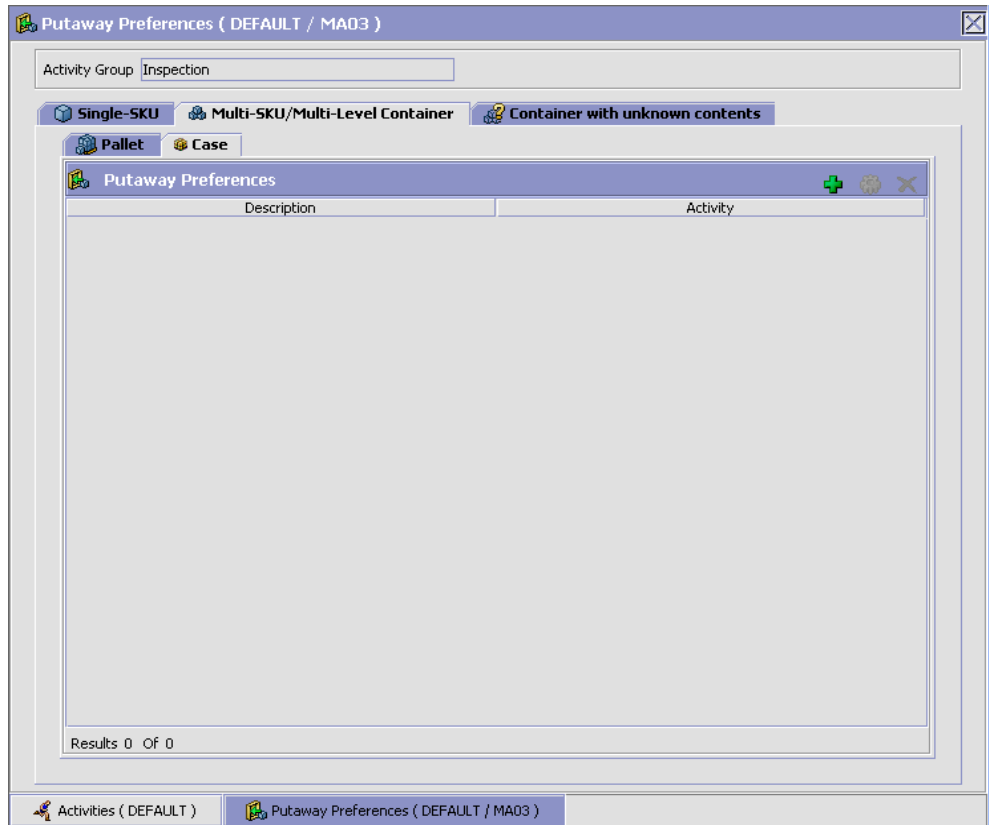 Putaway Preferences ( DEFAULT / MA03 )
Activity Group Inspection
Single-SKU Multi-SKU/Multi-Level Container Container with unknown contents
Pallet Case
Putaway Preferences
Description Activity
Results 0 Of 0
Activities ( DEFAULT ) Putaway Preferences ( DEFAULT / MA03 )